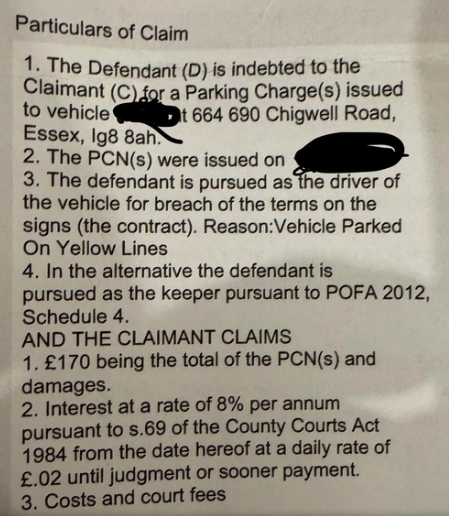 Particulars of Claim
1. The Defendant (D) is indebted to the
Claimant (C) for a Parking Charge(s) issued
to vehicle t 664 690 Chigwell Road,
Essex, Ig8 8ah.
2. The PCN(s) were issued on
3. The defendant is pursued as the driver of
the vehicle for breach of the terms on the
signs (the contract). Reason:Vehicle Parked
On Yellow Lines
4. In the alternative the defendant is
pursued as the keeper pursuant to POFA 2012,
Schedule 4.
AND THE CLAIMANT CLAIMS
1. £170 being the total of the PCN(s) and
damages.
2. Interest at a rate of 8% per annum
pursuant to s.69 of the County Courts Act
1984 from the date hereof at a daily rate of
£.02 until judgment or sooner payment.
3. Costs and court fees